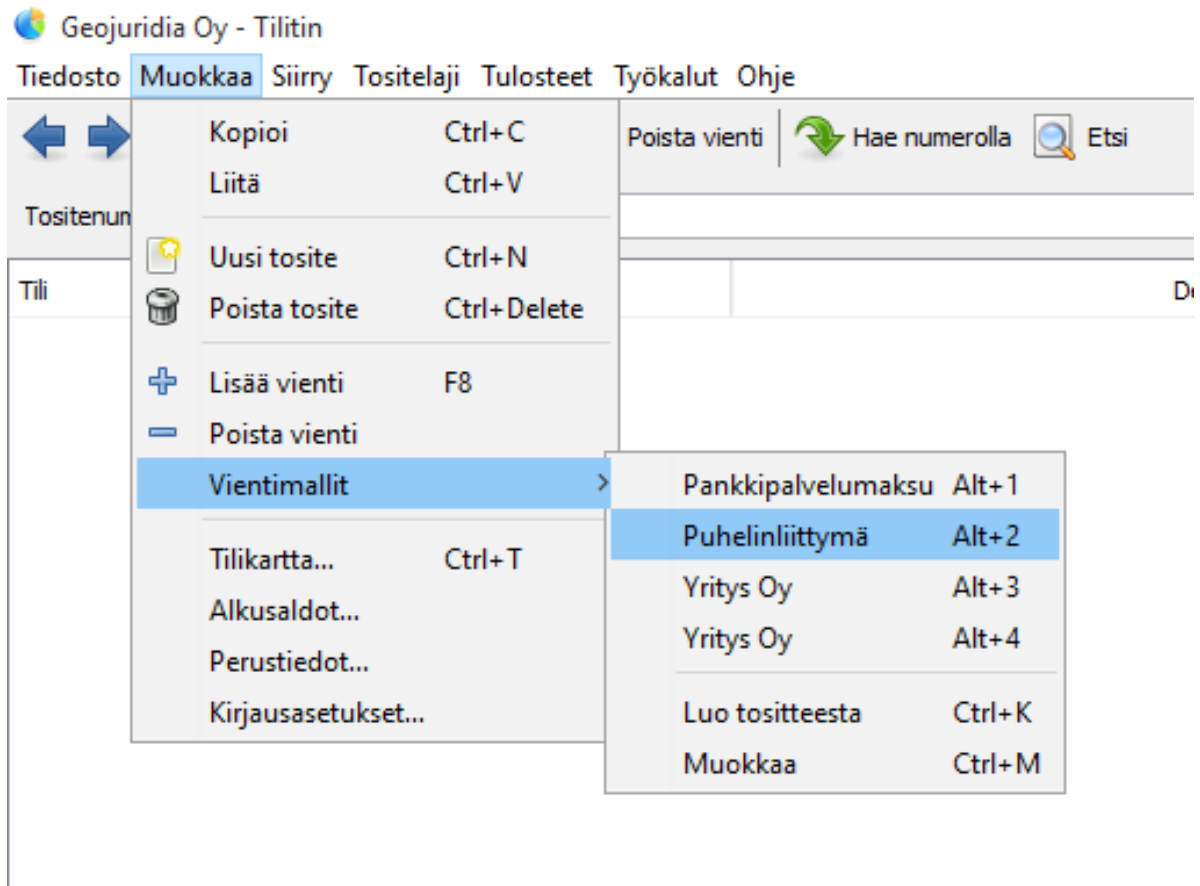 Geojuridia Oy - Tilitin
Tiedosto Muokkaa Siirry Tositelaji Tulosteet Työkalut Ohje
Poista vienti Hae numerolla Etsi
Tositenum
Tili De
Kopioi Ctrl+C
Liitä Ctrl+V
Uusi tosite Ctrl+N
Poista tosite Ctrl+Delete
Lisää vienti F8
Poista vienti
Vientimallit
Tilikartta... Ctrl+T
Alkusaldot...
Perustiedot...
Kirjausasetukset...
Pankkipalvelumaksu Alt+1
Puhelinliittymä Alt+2
Yritys Oy Alt+3
Yritys Oy Alt+4
Luo tositteesta Ctrl+K
Muokkaa Ctrl+M